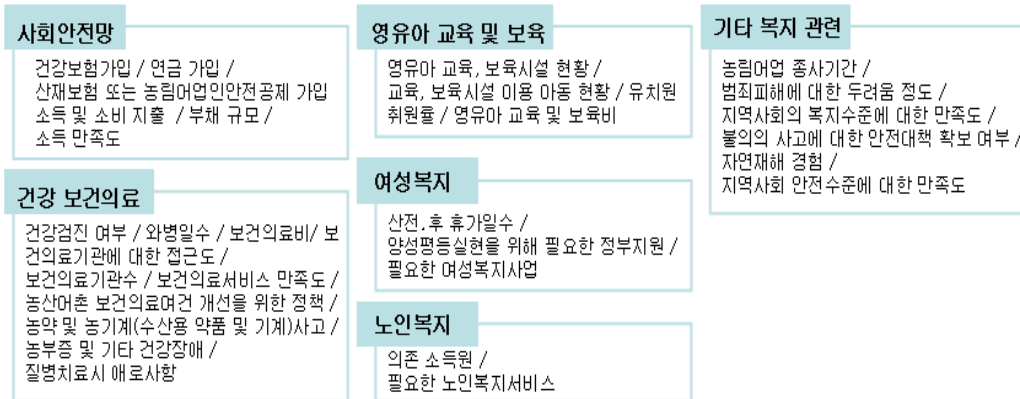 사회안전망
건강보험가입 / 연금 가입 /
산재보험 또는 농림어업인안전공제 가입
소득 및 소비 지출 / 부채 규모 /
소득 만족도
건강 보건의료
건강검진 여부 / 와병일수 / 보건의료비/ 보
건의료기관에 대한 접근도 /
보건의료기관수 / 보건의료서비스 만족도 /
농산어촌 보건의료여건 개선을 위한 정책 /
농약 및 농기계(수산용 약품 및 기계)사고 /
농부증 및 기타 건강장애 /
질병치료시 애로사항
영유아 교육 및 보육
영유아 교육, 보육시설 현황 /
교육, 보육시설 이용 아동 현황 / 유치원
취원률 / 영유아 교육 및 보육비
여성복지
산전,후 휴가일수 /
양성평등실현을 위해 필요한 정부지원 /
필요한 여성복지사업
노인복지
의존 소득원 /
필요한 노인복지서비스
기타 복지 관련
농림어업 종사기간 /
범죄피해에 대한 두려움 정도 /
지역사회의 복지수준에 대한 만족도 /
불의의 사고에 대한 안전대책 확보 여부 /
자연재해 경험 /
지역사회 안전수준에 대한 만족도